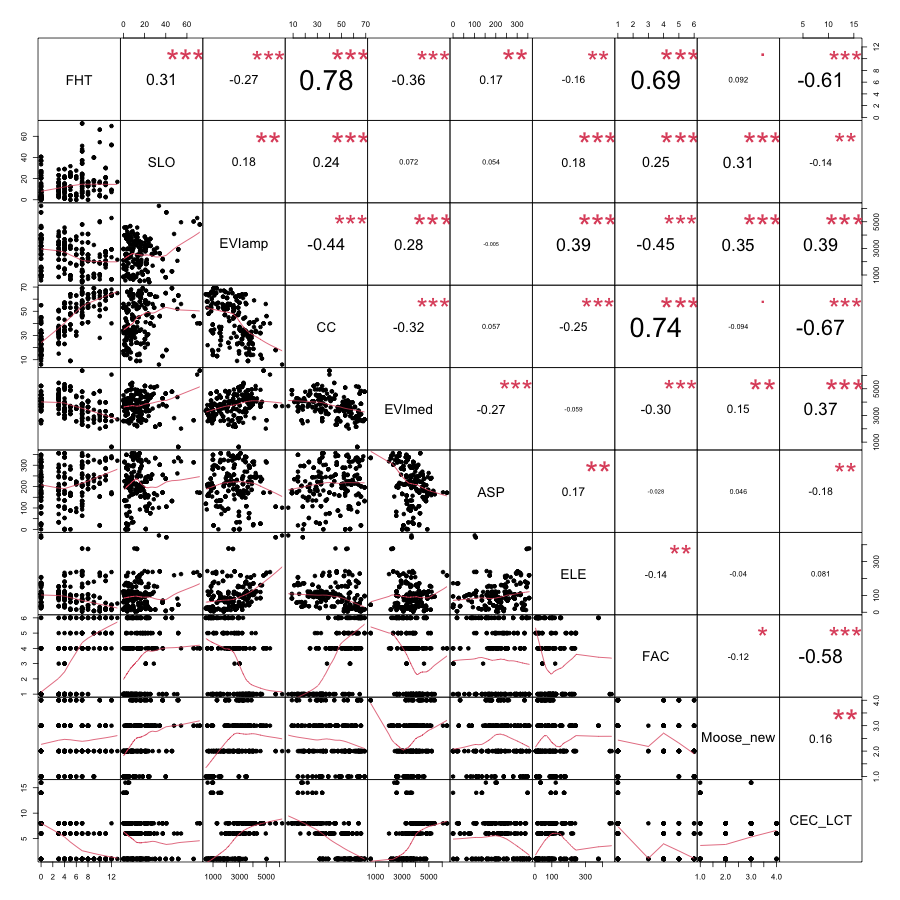 0 20 40 60 10 30 50 70 0 100 200 300 1 2 3 4 5 6 5 10 15
*** *** *** *** ** ** *** . ***
FHT 0.31 -0.27 0.78 -0.36 0.17 -0.16 0.69 0.092 -0.61
0 2 4 6 8 12
** *** *** *** *** **
0 20 40 60 SLO 0.18 0.24 0.072 0.054 0.18 0.25 0.31 -0.14
*** *** *** *** *** ***
EVIamp -0.44 0.28 -0.005 0.39 -0.45 0.35 0.39
1000 3000 5000
*** *** *** . ***
10 30 50 70 CC -0.32 0.057 -0.25 0.74 -0.094 -0.67
*** *** ** ***
EVImed -0.27 -0.059 -0.30 0.15 0.37
1000 3000 5000
** **
0 100 200 300 ASP 0.17 -0.028 0.046 -0.18
**
ELE -0.14 -0.04 0.081
0 100 300
* ***
1 2 3 4 5 6 FAC -0.12 -0.58
**
Moose_new 0.16
1.0 2.0 3.0 4.0
5 10 15 CEC_LCT
0 2 4 6 8 12 1000 3000 5000 1000 3000 5000 0 100 300 1.0 2.0 3.0 4.0